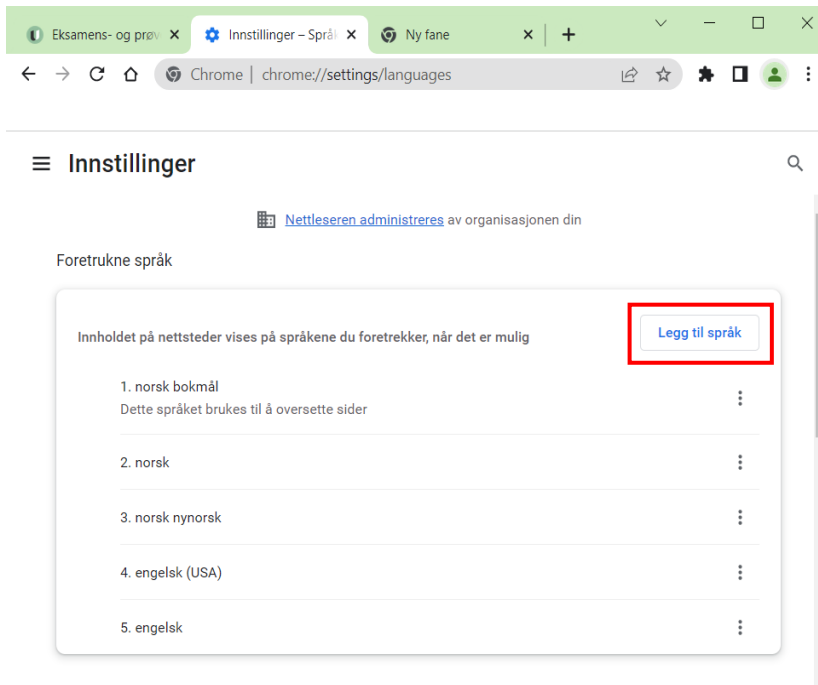 Eksamens- og prøv
Innstillinger – Språk
Ny fane
Chrome | chrome://settings/languages
Innstillinger
Nettleseren administreres av organisasjonen din
Foretrukne språk
Innholdet på nettsteder vises på språkene du foretrekker, når det er mulig
Legg til språk
1. norsk bokmål
Dette språket brukes til å oversette sider
2. norsk
3. norsk nynorsk
4. engelsk (USA)
5. engelsk